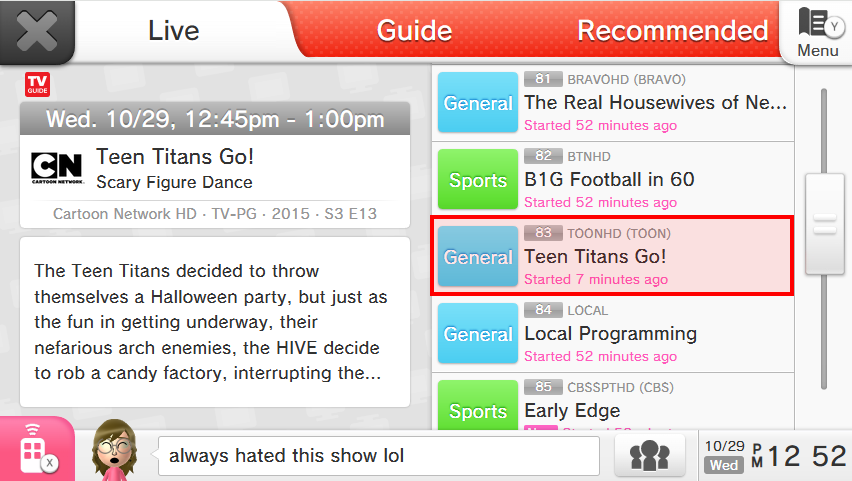 Live
Guide
Recommended
Y
Menu
TV
GUIDE
Wed. 10/29, 12:45pm - 1:00pm
CN
CARTOON NETWORK
Teen Titans Go!
Scary Figure Dance
Cartoon Network HD · TV-PG · 2015 · S3 E13
The Teen Titans decided to throw
themselves a Halloween party, but just as
the fun in getting underway, their
nefarious arch enemies, the HIVE decide
to rob a candy factory, interrupting the...
General
81 BRAVOHD (BRAVO)
The Real Housewives of Ne...
Started 52 minutes ago
Sports
82 BTNHD
B1G Football in 60
Started 52 minutes ago
General
83 TOONHD (TOON)
Teen Titans Go!
Started 7 minutes ago
General
84 LOCAL
Local Programming
Started 52 minutes ago
Sports
85 CBSSPTHD (CBS)
Early Edge
X
always hated this show lol
10/29
Wed
PM 12 52